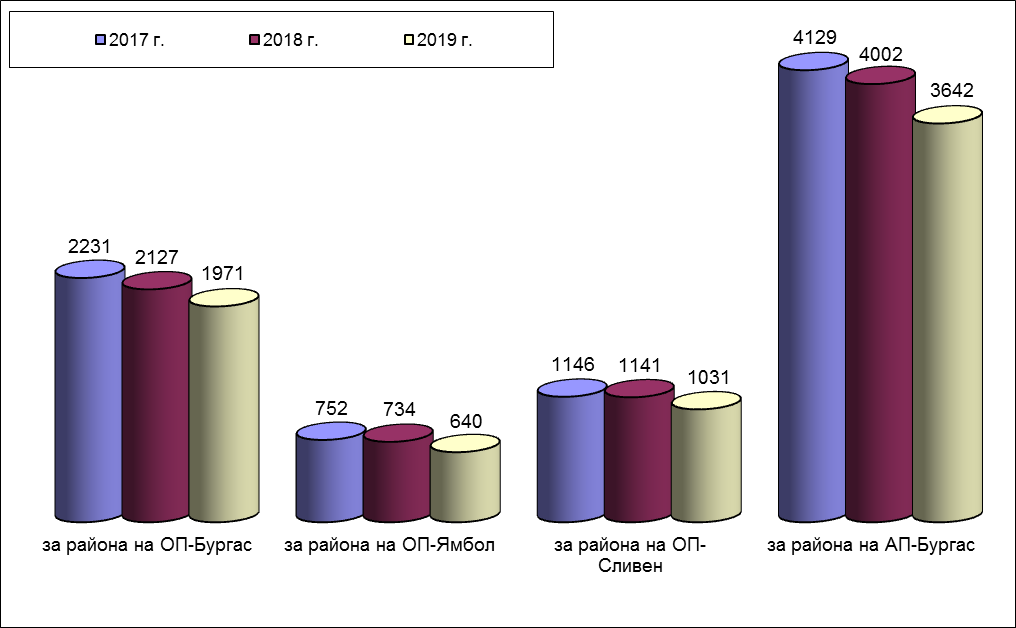 2017 г. 2018 г. 2019 г.
4129
4002
3642
2231
2127
1971
1146
1141
1031
752
734
640
за района на ОП-Бургас
за района на ОП-Ямбол
за района на ОП-
Сливен
за района на АП-Бургас